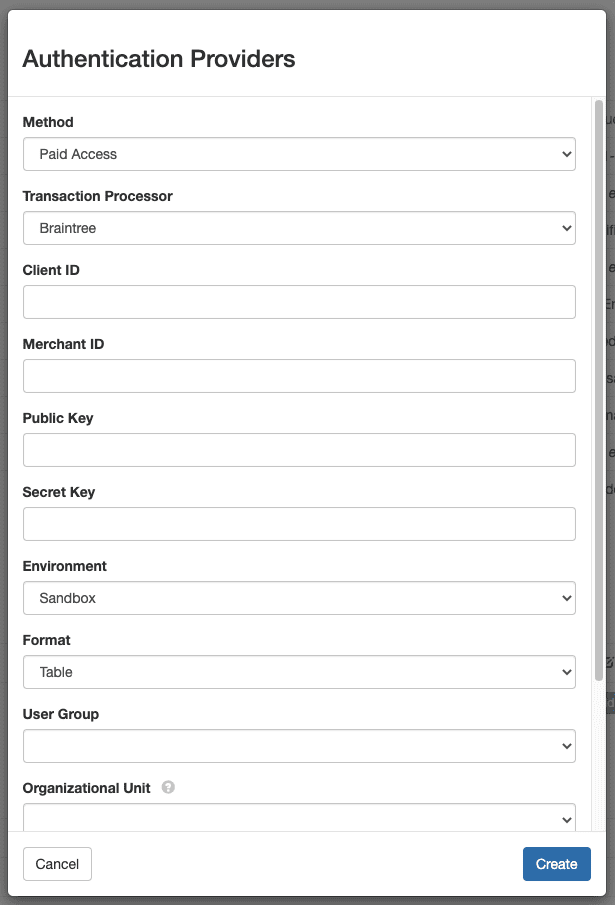 Authentication Providers
Method
Paid Access
Transaction Processor
Braintree
Client ID
Merchant ID
Public Key
Secret Key
Environment
Sandbox
Format
Table
User Group
Organizational Unit ?
Cancel
Create